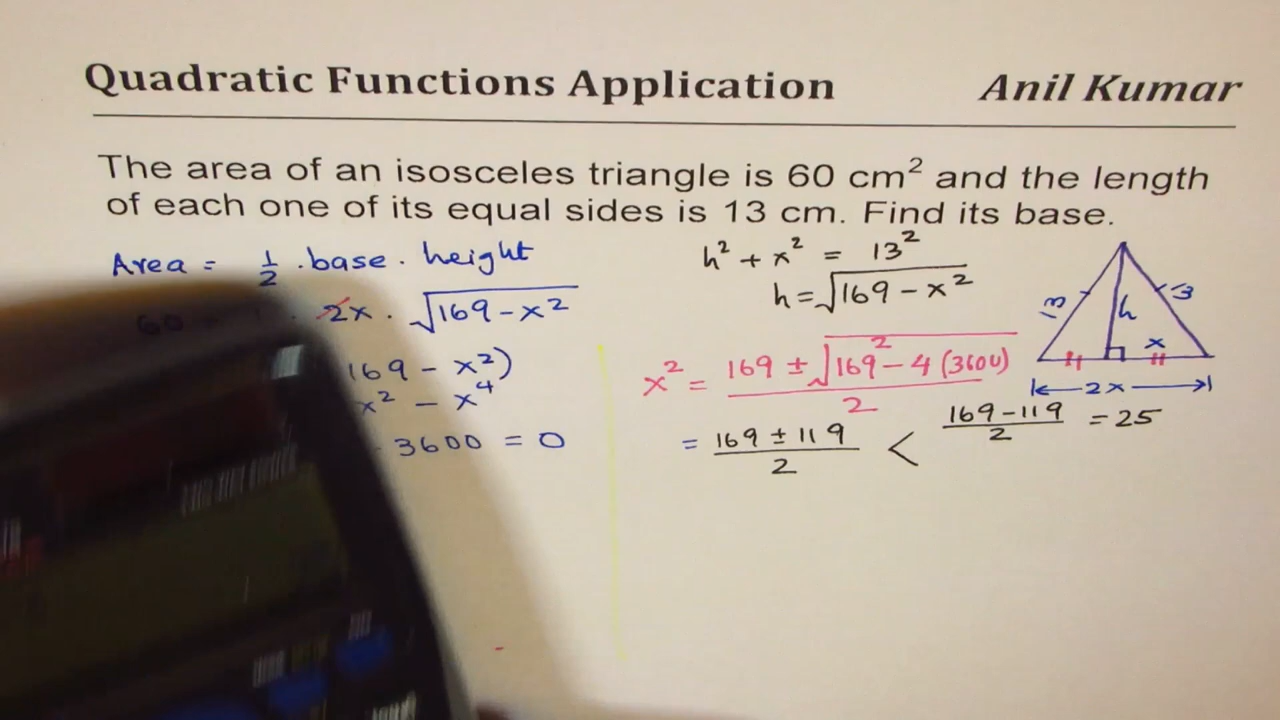 Quadratic Functions Application Anil Kumar
The area of an isosceles triangle is 60 cm² and the length
of each one of its equal sides is 13 cm. Find its base.
Area = 1/2 . base . height
60 . 2x . √(169 - x²)
169 - x²)
x² - x⁴
3600 = 0
h² + x² = 13²
h = √(169 - x²)
x² = (169 ± √(169² - 4 (3600)))/2
= (169 ± 119)/2 < (169 - 119)/2 = 25
13 h 13
x
2x